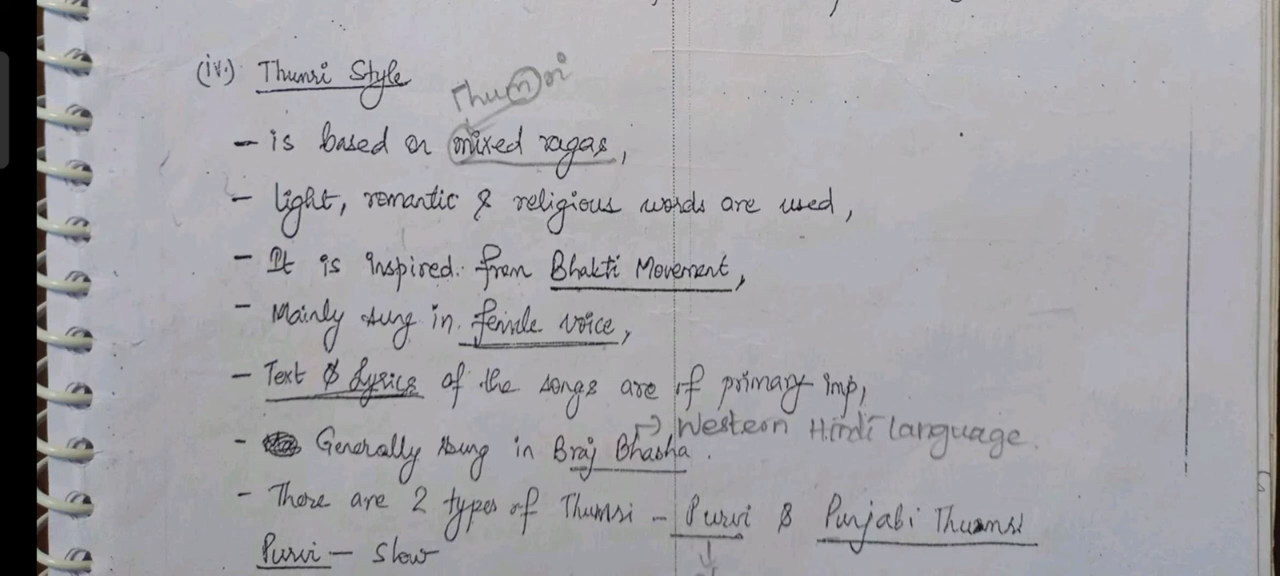 (iv.) Thumri Style
Thumri
- is based on mixed ragas,
- light, romantic & religious words are used,
- It is inspired from Bhakti Movement,
- Mainly sung in female voice,
- Text & Lyrics of the songs are of primary imp,
→ Western Hindi language.
- Generally sung in Braj Bhasha.
- There are 2 types of Thumri - Purvi & Punjabi Thumri
Purvi - Slow